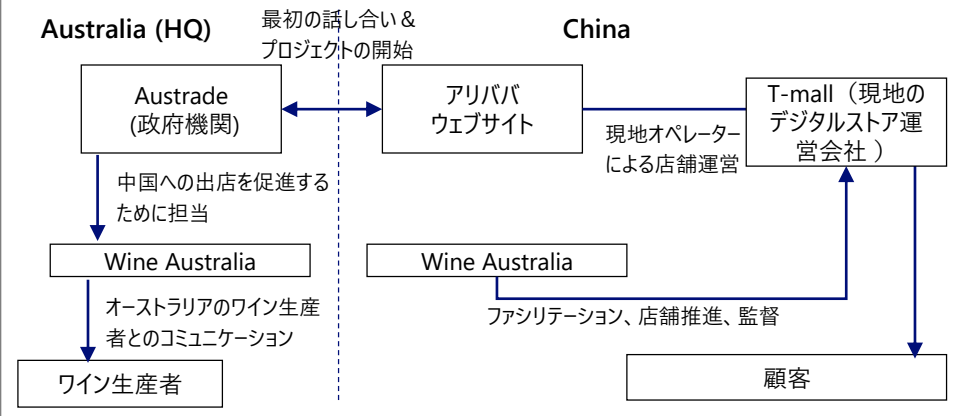 Australia (HQ)
最初の話し合い＆
プロジェクトの開始
China
Austrade
(政府機関)
アリババ
ウェブサイト
T-mall（現地の
デジタルストア運
営会社 ）
現地オペレーター
による店舗運営
中国への出店を促進する
ために担当
Wine Australia
Wine Australia
オーストラリアのワイン生産
者とのコミュニケーション
ファシリテーション、店舗推進、監督
ワイン生産者
顧客